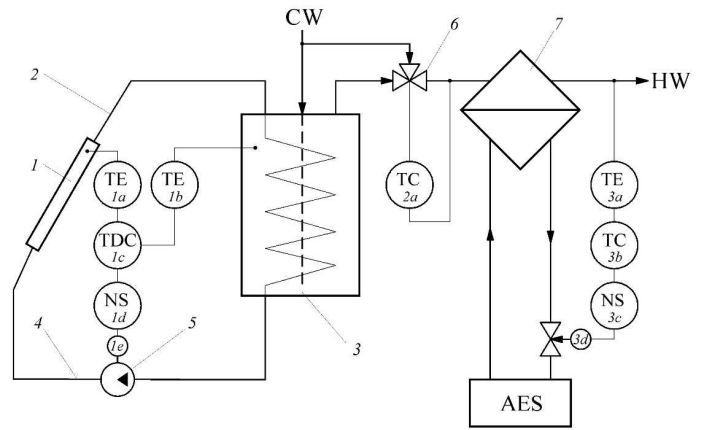 CW
6
7
2
HW
1
TE
1a
TE
1b
TC
2a
TE
3a
TDC
1c
TC
3b
NS
1d
NS
3c
4
1e
5
3
3d
AES